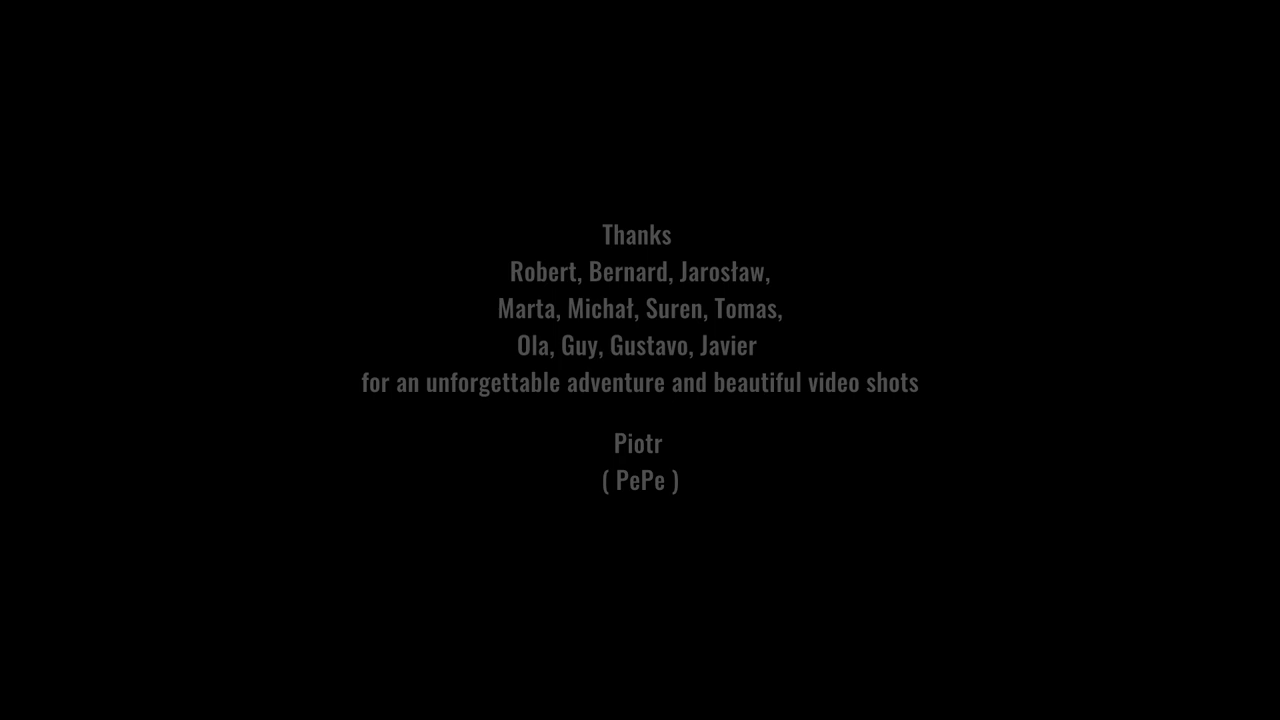 Thanks
Robert, Bernard, Jarosław,
Marta, Michał, Suren, Tomas,
Ola, Guy, Gustavo, Javier
for an unforgettable adventure and beautiful video shots
Piotr
( PePe )